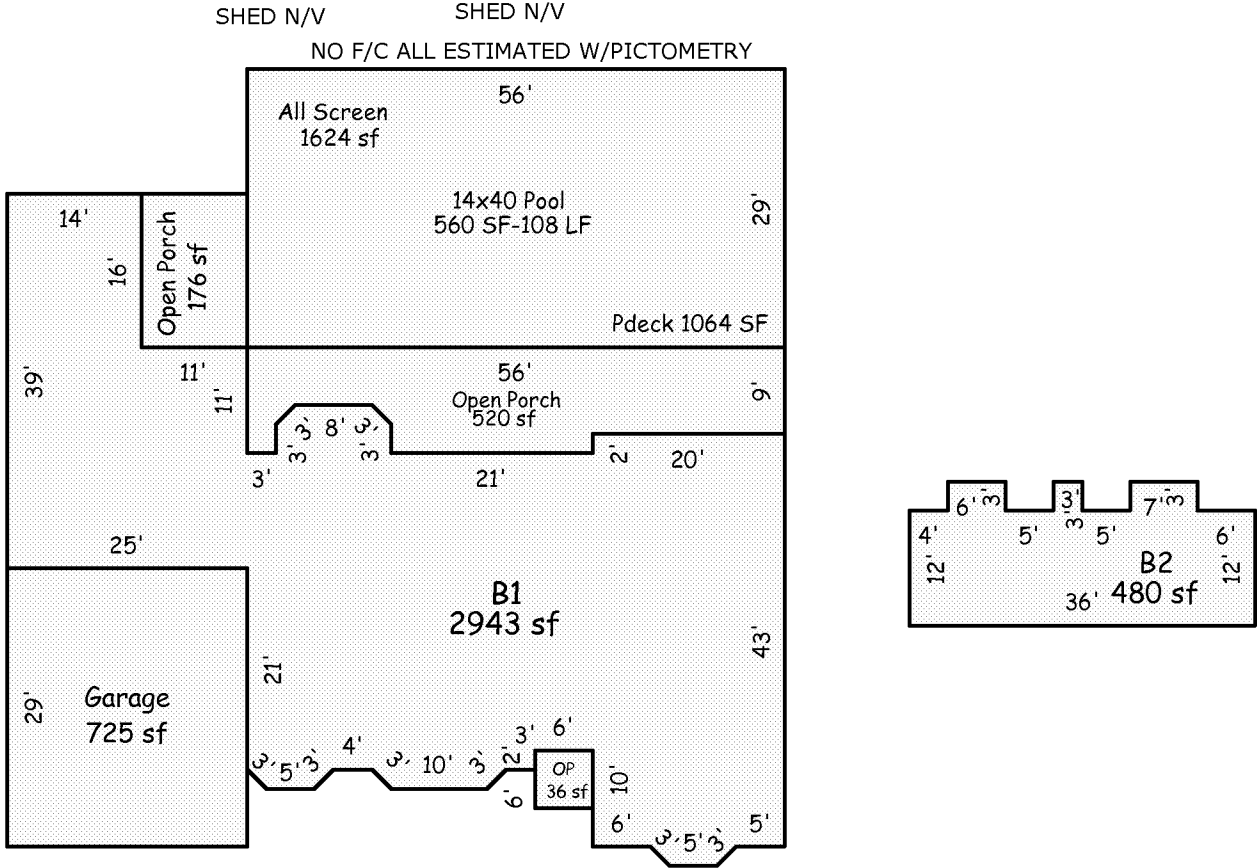 SHED N/V
SHED N/V
NO F/C ALL ESTIMATED W/PICTOMETRY
56'
All Screen
1624 sf
14x40 Pool
560 SF-108 LF
29'
14'
16'
Open Porch
176 sf
Pdeck 1064 SF
39'
11'
11'
56'
Open Porch
520 sf
9'
3'
3'
3'
8'
3'
3'
21'
2'
20'
25'
B1
2943 sf
43'
21'
Garage
725 sf
29'
3'
5'
3'
4'
3'
10'
3'
2'
3'
6'
OP
36 sf
6'
10'
6'
3'
5'
3'
5'
6'
3'
3'
3'
7'
3'
4'
5'
5'
6'
12'
B2
480 sf
12'
36'